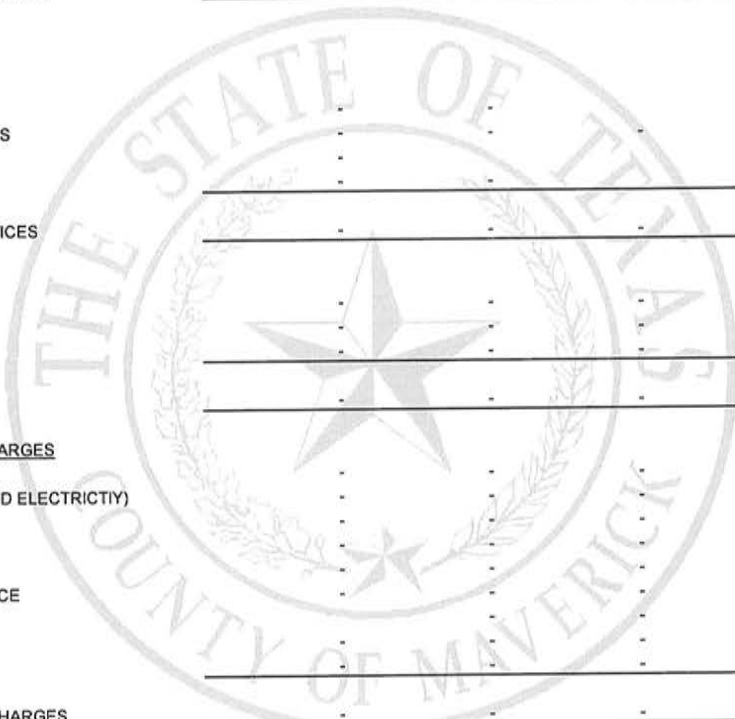 THE STATE OF TEXAS
- -
S - - -
-
- -
ICES - - -
- - -
- - -
- - -
- - -
ARGES
- - -
D ELECTRICTIY) - - -
- - -
- - -
- - -
CE - - -
- - -
- - -
- - -
HARGES - - -
COUNTY OF MAVERICK